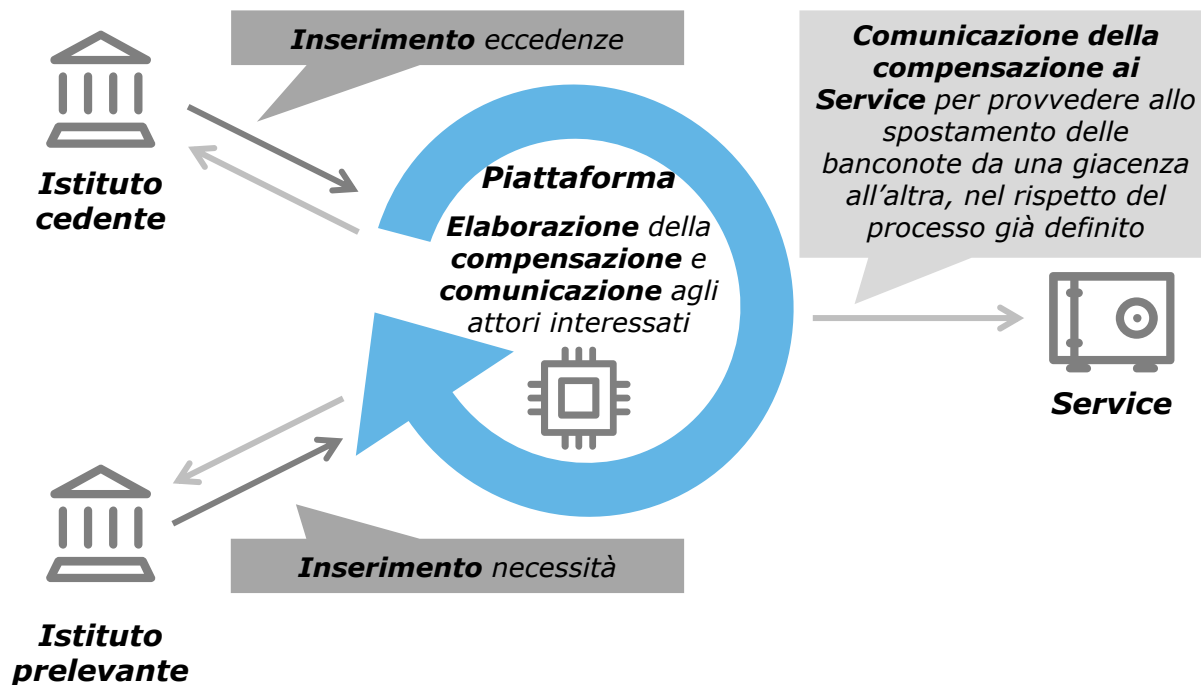 Inserimento eccedenze
Istituto
cedente
Piattaforma
Elaborazione della
compensazione e
comunicazione agli
attori interessati
Comunicazione della
compensazione ai
Service per provvedere allo
spostamento delle
banconote da una giacenza
all’altra, nel rispetto del
processo già definito
Service
Inserimento necessità
Istituto
prelevante